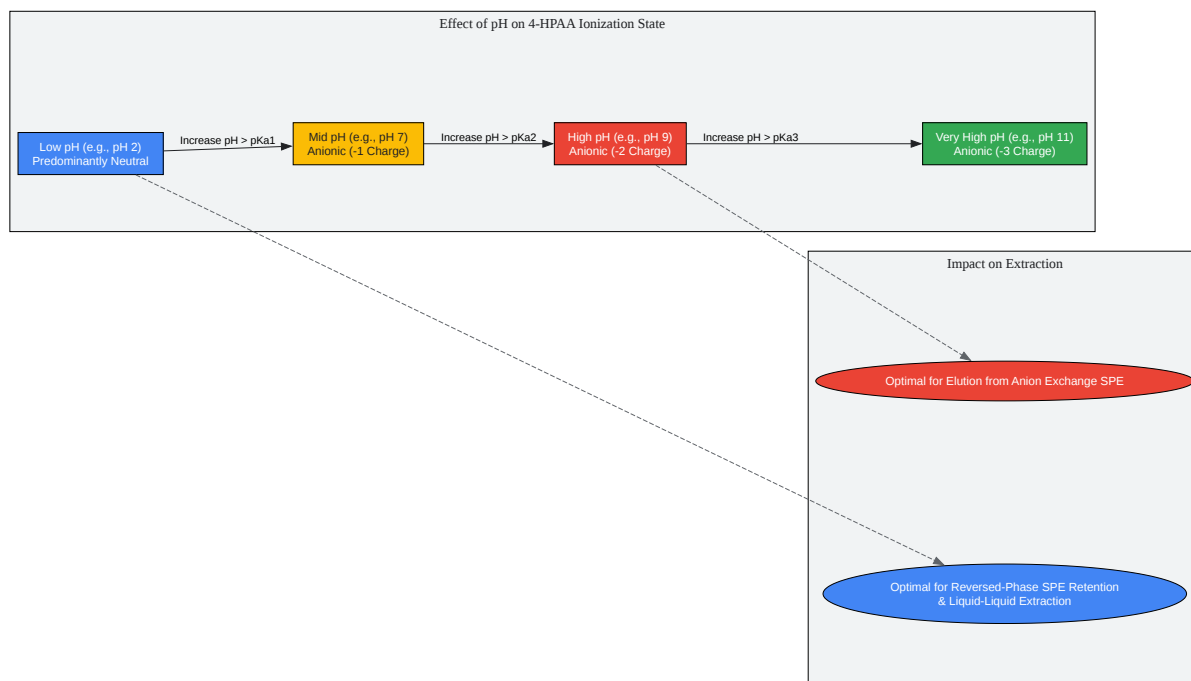 Effect of pH on 4-HPAA Ionization State
Low pH (e.g., pH 2)
Predominantly Neutral
Increase pH > pKa1
Mid pH (e.g., pH 7)
Anionic (-1 Charge)
Increase pH > pKa2
High pH (e.g., pH 9)
Anionic (-2 Charge)
Increase pH > pKa3
Very High pH (e.g., pH 11)
Anionic (-3 Charge)
Impact on Extraction
Optimal for Elution from Anion Exchange SPE
Optimal for Reversed-Phase SPE Retention
& Liquid-Liquid Extraction